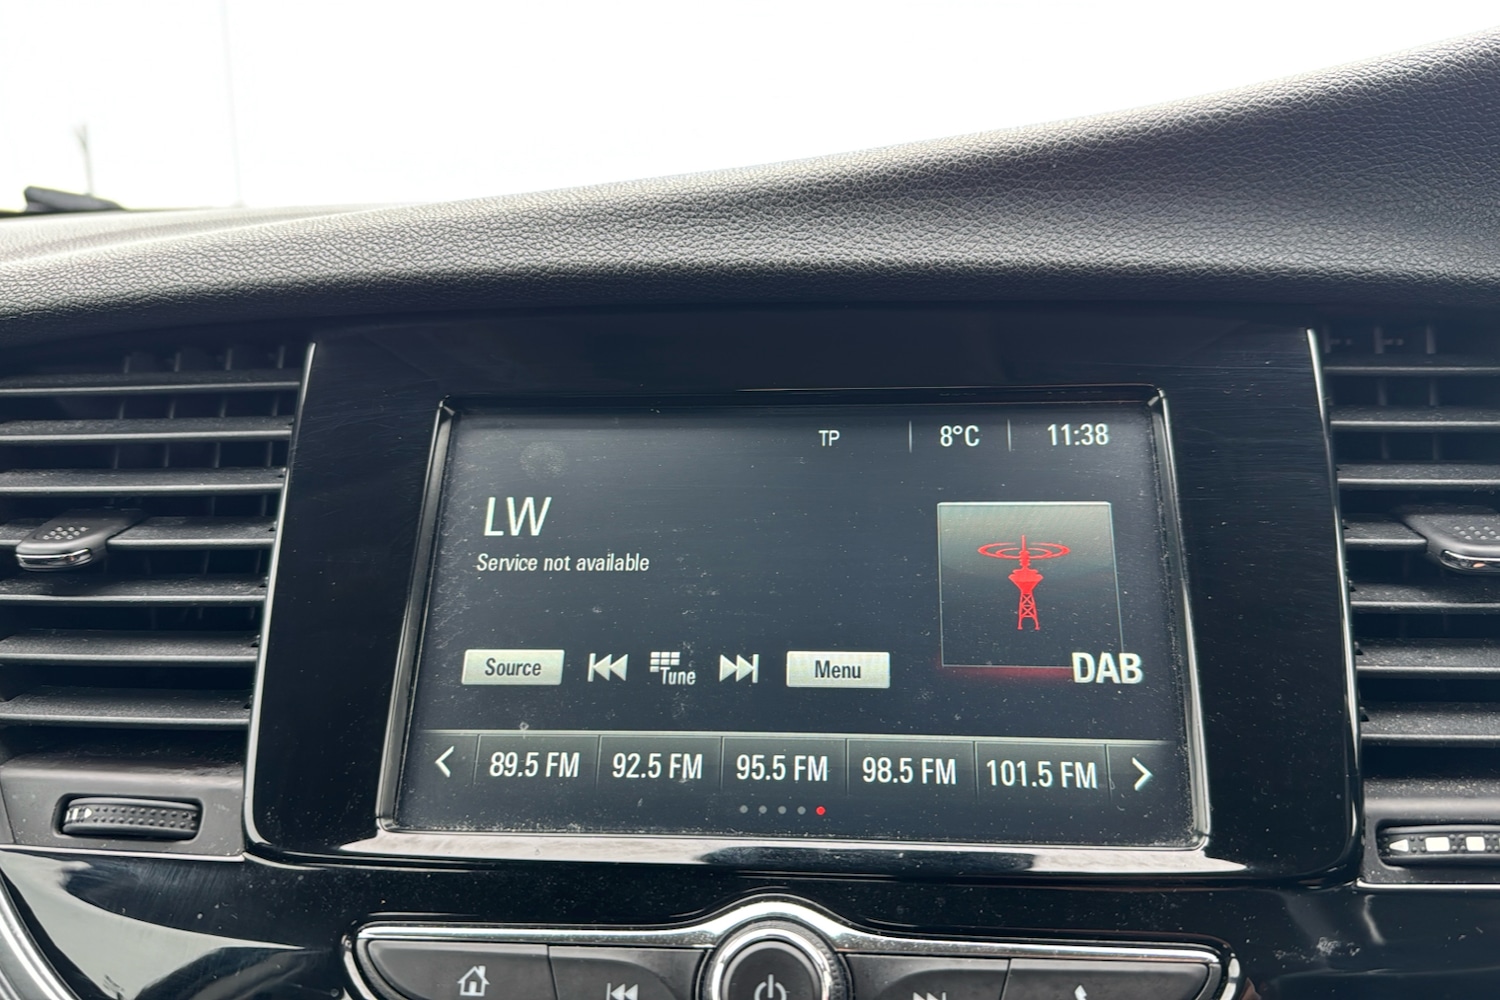 TP 8°C 11:38
LW
Service not available
Source Tune Menu DAB
89.5 FM 92.5 FM 95.5 FM 98.5 FM 101.5 FM